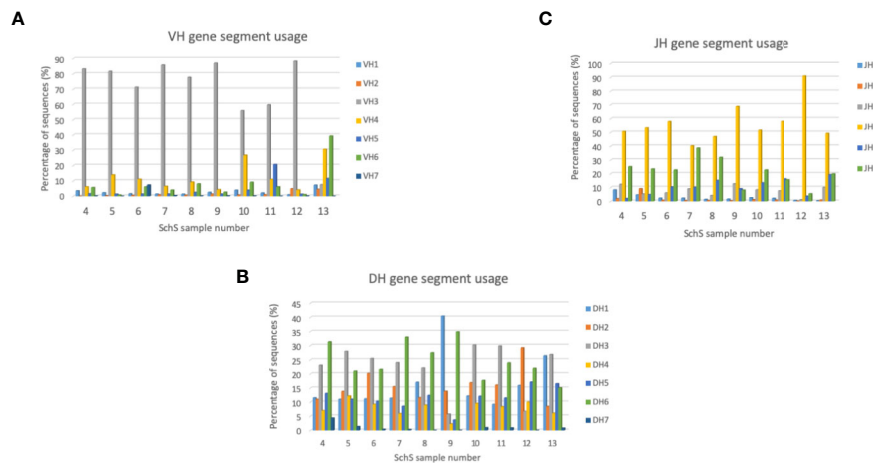 A
VH gene segment usage
Percentage of sequences (%)
90
80
70
60
50
40
30
20
10
0
4 5 6 7 8 9 10 11 12 13
SchS sample number
VH1
VH2
VH3
VH4
VH5
VH6
VH7
C
JH gene segment usage
Percentage of sequences (%)
100
90
80
70
60
50
40
30
20
10
0
4 5 6 7 8 9 10 11 12 13
SchS sample number
JH
JH
JH
JH
JH
JH
B
DH gene segment usage
Percentage of sequences (%)
45
40
35
30
25
20
15
10
5
0
4 5 6 7 8 9 10 11 12 13
SchS sample number
DH1
DH2
DH3
DH4
DH5
DH6
DH7